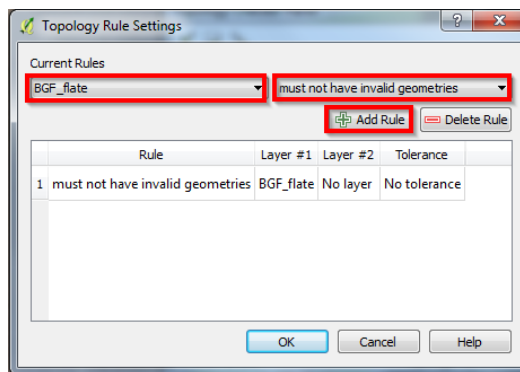 Topology Rule Settings
Current Rules
BGF_flate must not have invalid geometries
Add Rule Delete Rule
Rule Layer #1 Layer #2 Tolerance
1 must not have invalid geometries BGF_flate No layer No tolerance
OK Cancel Help